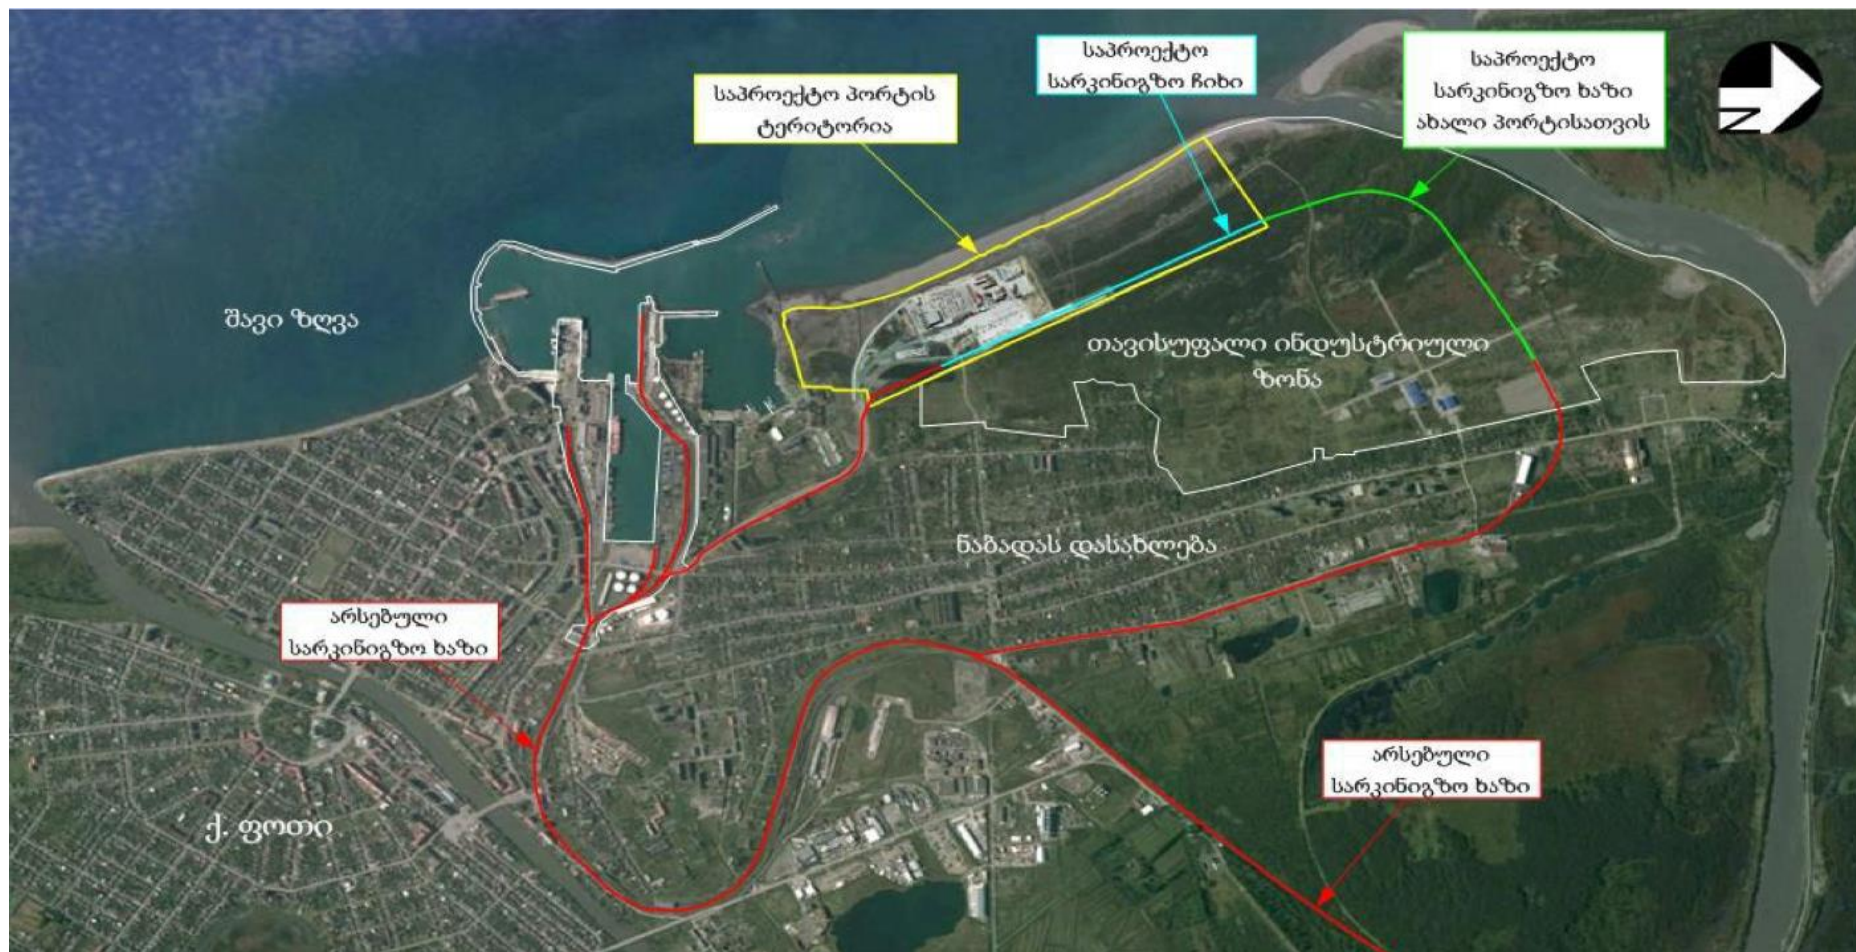 საპროექტო პორტის
ტერიტორია
საპროექტო
სარკინიგზო ჩიხი
საპროექტო
სარკინიგზო ხაზი
ახალი პორტისათვის
N
შავი ზღვა
თავისუფალი ინდუსტრიული
ზონა
ნაბადას დასახლება
არსებული
სარკინიგზო ხაზი
არსებული
სარკინიგზო ხაზი
ქ. ფოთი